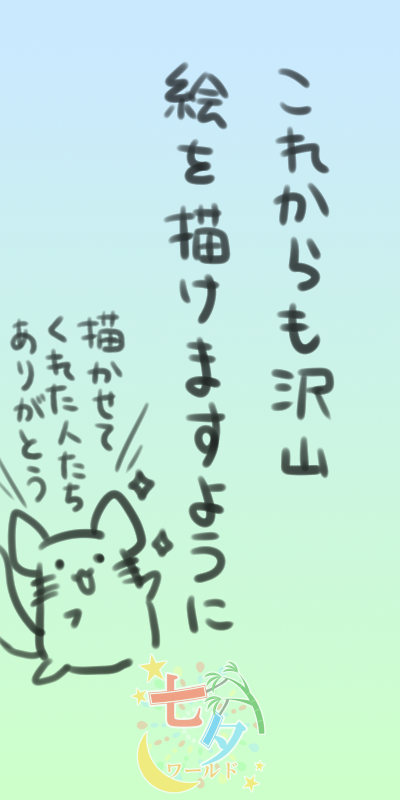 これからも沢山
絵を描けますように
描かせて
くれた人たち
ありがとう
七夕
ワールド